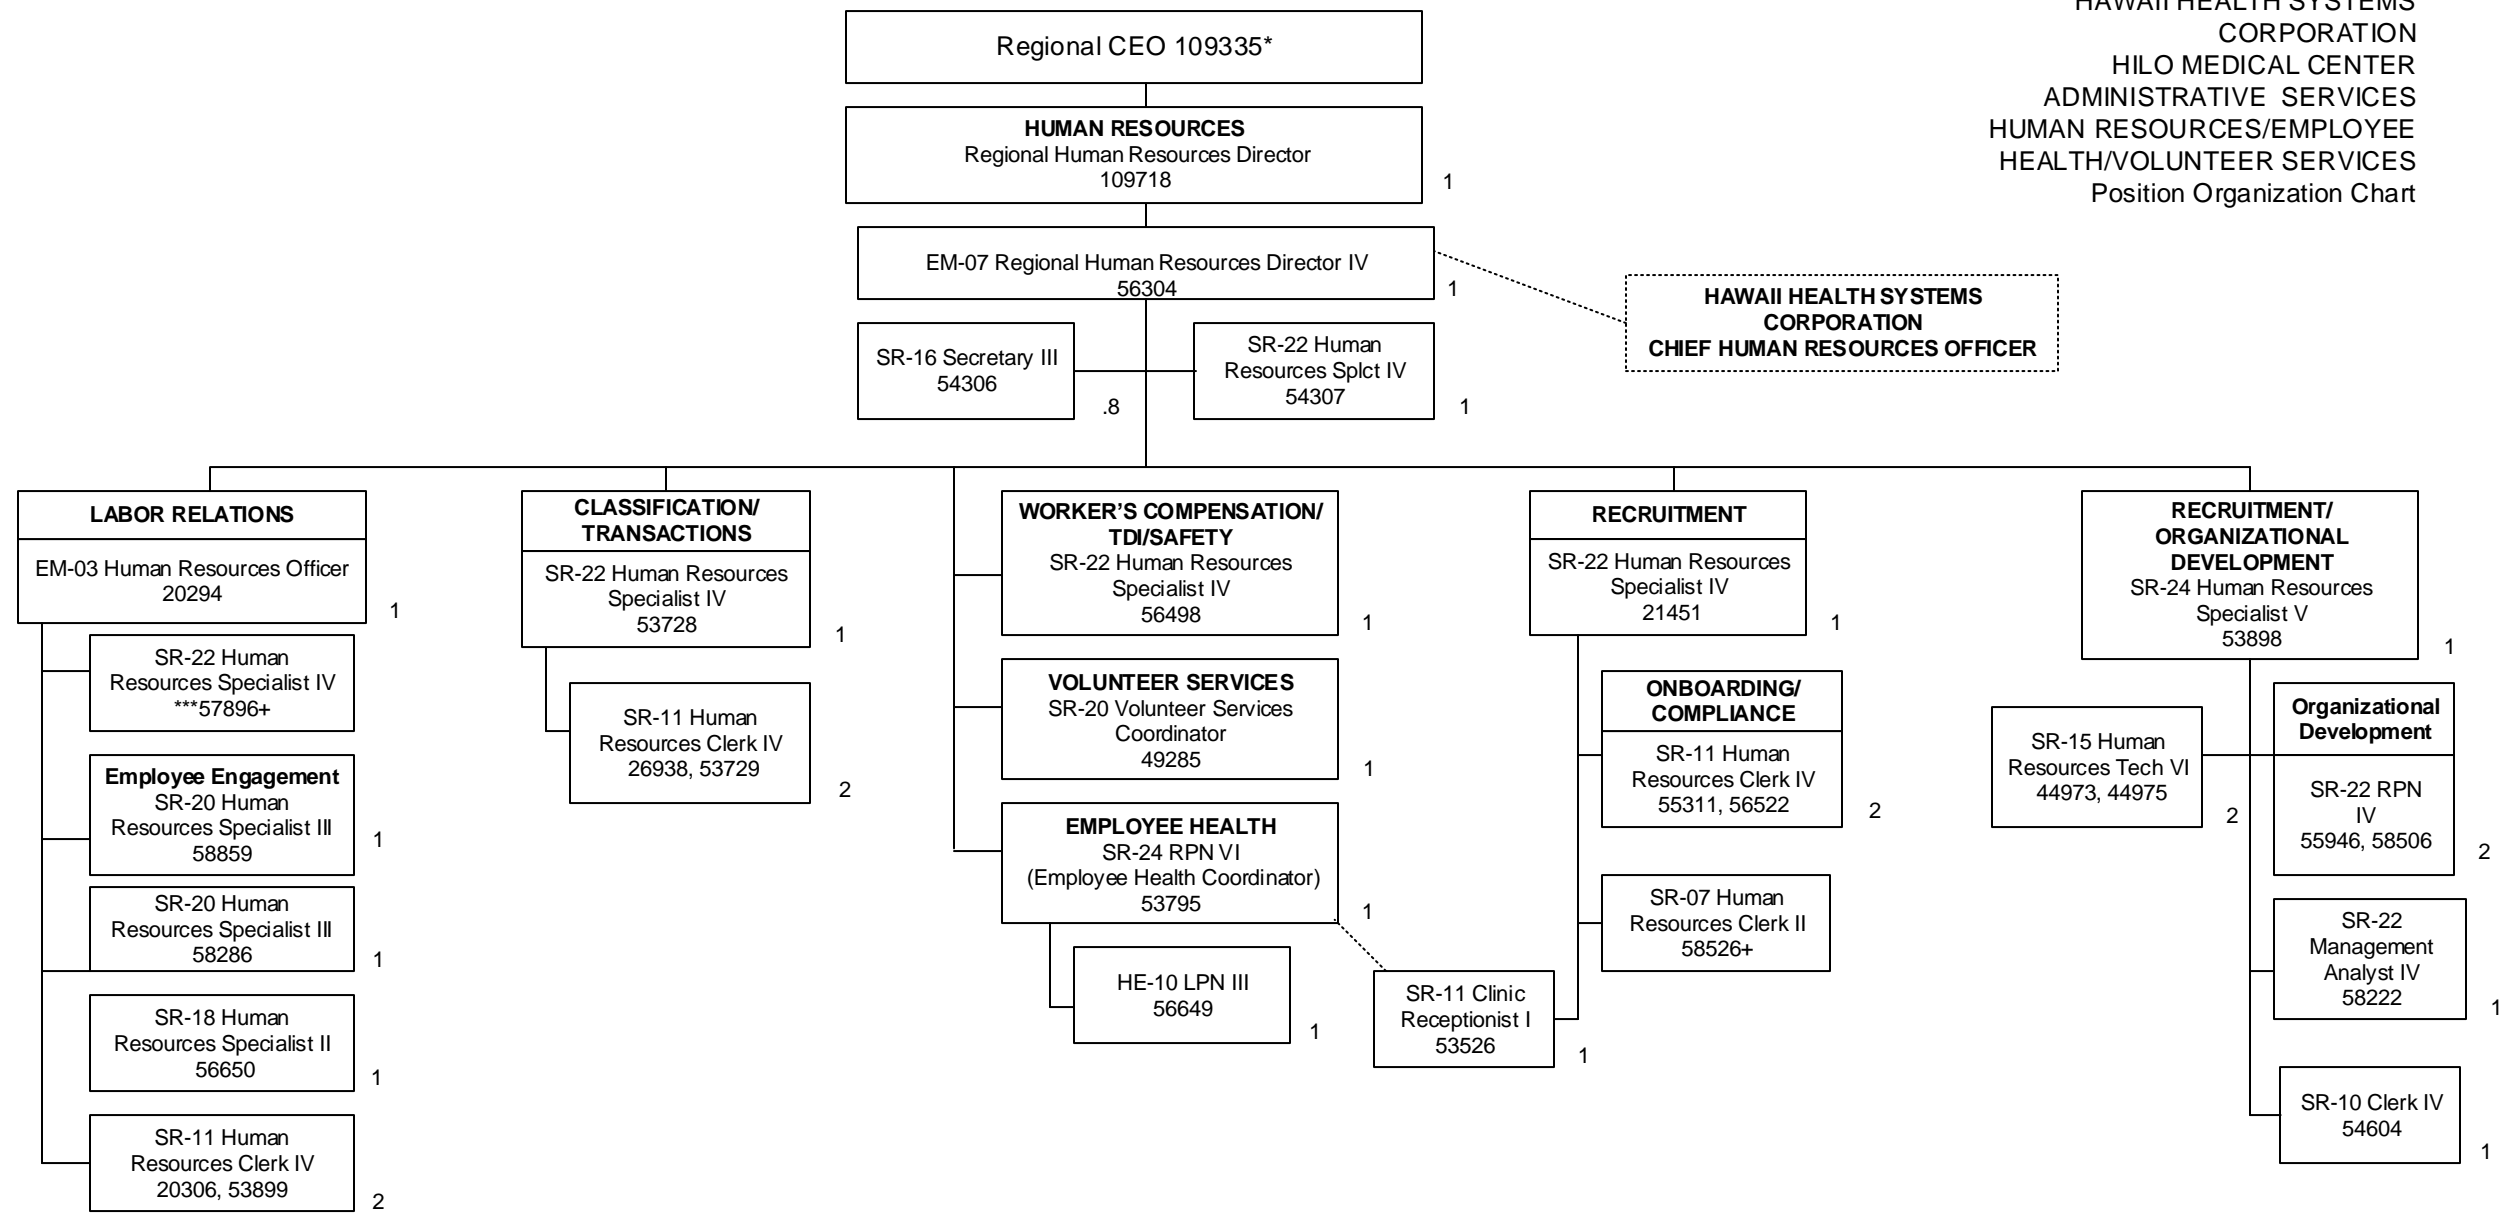 HAWAII HEALTH SYSTEMS
CORPORATION
HILO MEDICAL CENTER
ADMINISTRATIVE SERVICES
HUMAN RESOURCES/EMPLOYEE
HEALTH/VOLUNTEER SERVICES
Position Organization Chart
Regional CEO 109335*
HUMAN RESOURCES
Regional Human Resources Director
109718
1
EM-07 Regional Human Resources Director IV
56304
1
HAWAII HEALTH SYSTEMS
CORPORATION
CHIEF HUMAN RESOURCES OFFICER
SR-16 Secretary III
54306
.8
SR-22 Human
Resources Splct IV
54307
1
LABOR RELATIONS
EM-03 Human Resources Officer
20294
1
SR-22 Human
Resources Specialist IV
***57896+
Employee Engagement
SR-20 Human
Resources Specialist III
58859
1
SR-20 Human
Resources Specialist III
58286
1
SR-18 Human
Resources Specialist II
56650
1
SR-11 Human
Resources Clerk IV
20306, 53899
2
CLASSIFICATION/
TRANSACTIONS
SR-22 Human Resources
Specialist IV
53728
1
SR-11 Human
Resources Clerk IV
26938, 53729
2
WORKER'S COMPENSATION/
TDI/SAFETY
SR-22 Human Resources
Specialist IV
56498
1
VOLUNTEER SERVICES
SR-20 Volunteer Services
Coordinator
49285
1
EMPLOYEE HEALTH
SR-24 RPN VI
(Employee Health Coordinator)
53795
1
HE-10 LPN III
56649
1
SR-11 Clinic
Receptionist I
53526
1
RECRUITMENT
SR-22 Human Resources
Specialist IV
21451
1
ONBOARDING/
COMPLIANCE
SR-11 Human
Resources Clerk IV
55311, 56522
2
SR-07 Human
Resources Clerk II
58526+
RECRUITMENT/
ORGANIZATIONAL
DEVELOPMENT
SR-24 Human Resources
Specialist V
53898
1
SR-15 Human
Resources Tech VI
44973, 44975
2
Organizational
Development
SR-22 RPN
IV
55946, 58506
2
SR-22
Management
Analyst IV
58222
1
SR-10 Clerk IV
54604
1